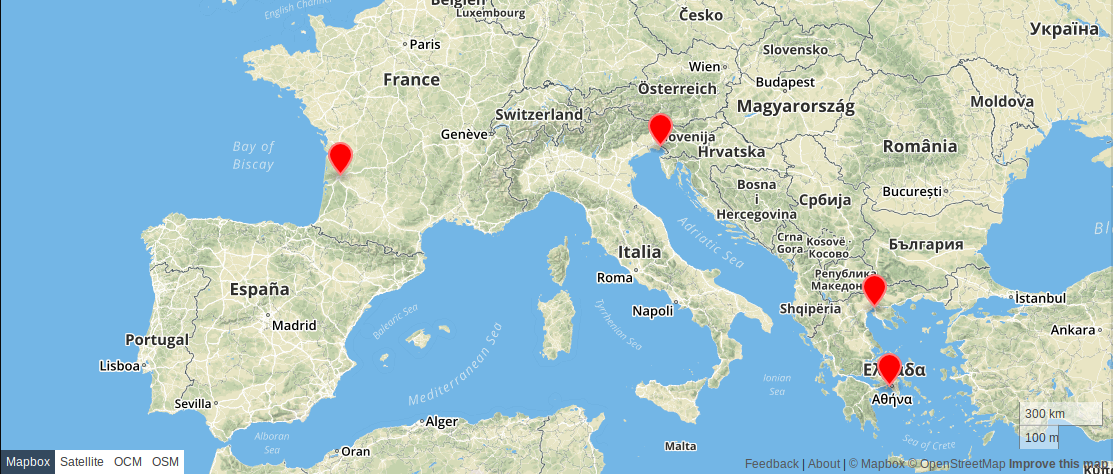 English Channel
België
Luxembourg
Česko
Україна
Paris
Slovensko
Wien
France
Budapest
Österreich
Magyarország
Moldova
Switzerland
Genève
Slovenija
Hrvatska
România
Bay of
Biscay
Bosna
i
Hercegovina
Србија
București
Adriatic Sea
Crna
Gora
Kosovë -
Косово
България
Italia
Roma
Република
Македонија
España
Balearic Sea
Tyrrhenian Sea
Napoli
Shqipëria
İstanbul
Madrid
Portugal
Ankara
Mediterranean Sea
Lisboa
Ελλάδα
Ionian
Sea
Sevilla
Αθήνα
300 km
100 m
Alger
Alboran
Sea
Oran
Malta
Sea of Crete
Mapbox Satellite OCM OSM
Feedback | About | © Mapbox © OpenStreetMap Improve this map